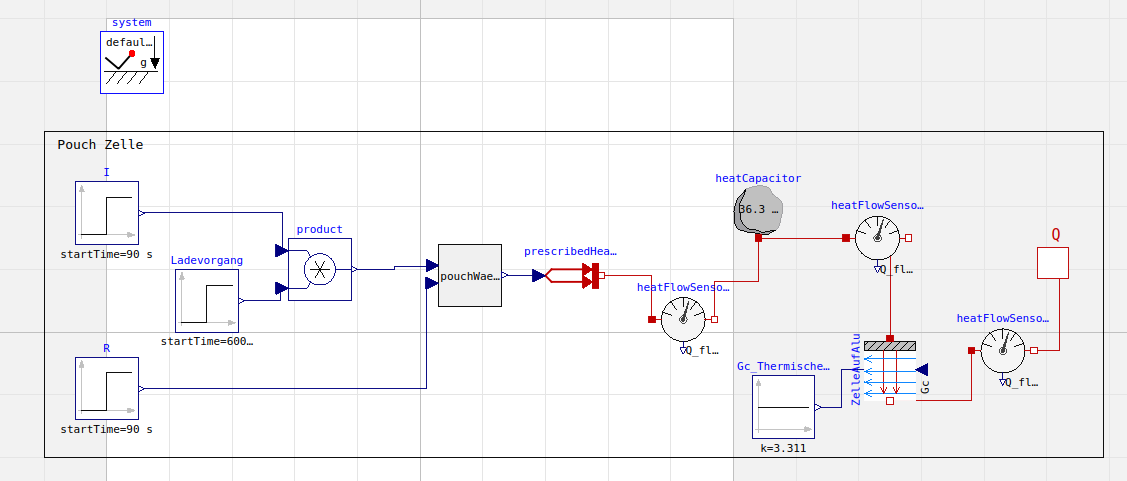 system
defaul...
g
Pouch Zelle
I
startTime=90 s
Ladevorgang
startTime=600...
product
R
startTime=90 s
pouchWae...
prescribedHea...
heatFlowSenso...
Q_fl...
heatCapacitor
36.3 ...
heatFlowSenso...
Q_fl...
Q
heatFlowSenso...
Q_fl...
ZelleAufAlu
Gc
Gc_Thermische...
k=3.311